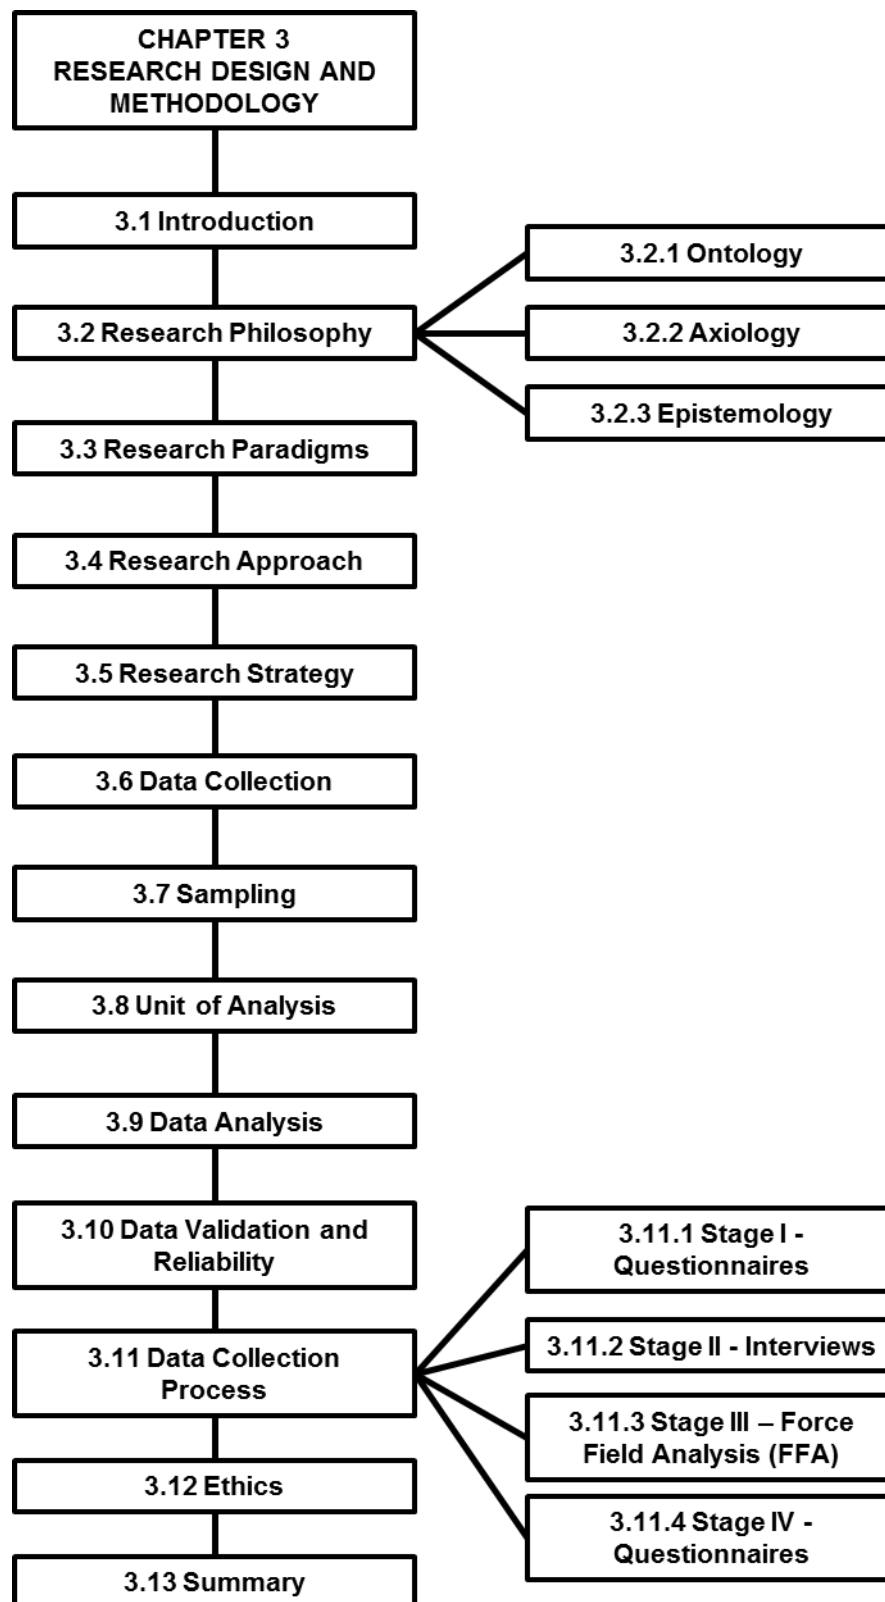 CHAPTER 3
RESEARCH DESIGN AND
METHODOLOGY
3.1 Introduction
3.2 Research Philosophy
3.2.1 Ontology
3.2.2 Axiology
3.2.3 Epistemology
3.3 Research Paradigms
3.4 Research Approach
3.5 Research Strategy
3.6 Data Collection
3.7 Sampling
3.8 Unit of Analysis
3.9 Data Analysis
3.10 Data Validation and
Reliability
3.11 Data Collection
Process
3.11.1 Stage I -
Questionnaires
3.11.2 Stage II - Interviews
3.11.3 Stage III – Force
Field Analysis (FFA)
3.11.4 Stage IV -
Questionnaires
3.12 Ethics
3.13 Summary